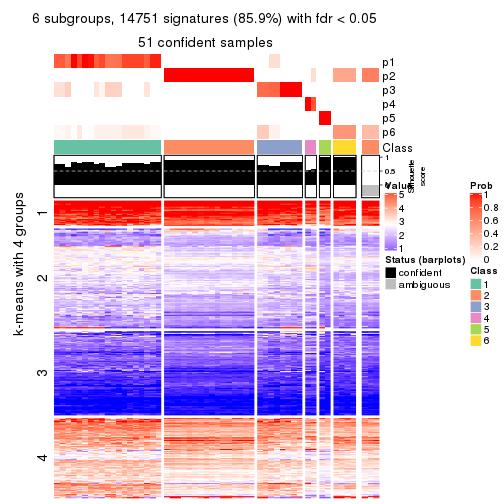 6 subgroups, 14751 signatures (85.9%) with fdr < 0.05
51 confident samples
p1
p2
p3
p4
p5
p6
Class
1
0.5
0
Silhouette
score
k-means with 4 groups
1
2
3
4
Value
5
4
3
2
1
Status (barplots)
confident
ambiguous
Prob
1
0.8
0.6
0.4
0.2
0
Class
1
2
3
4
5
6